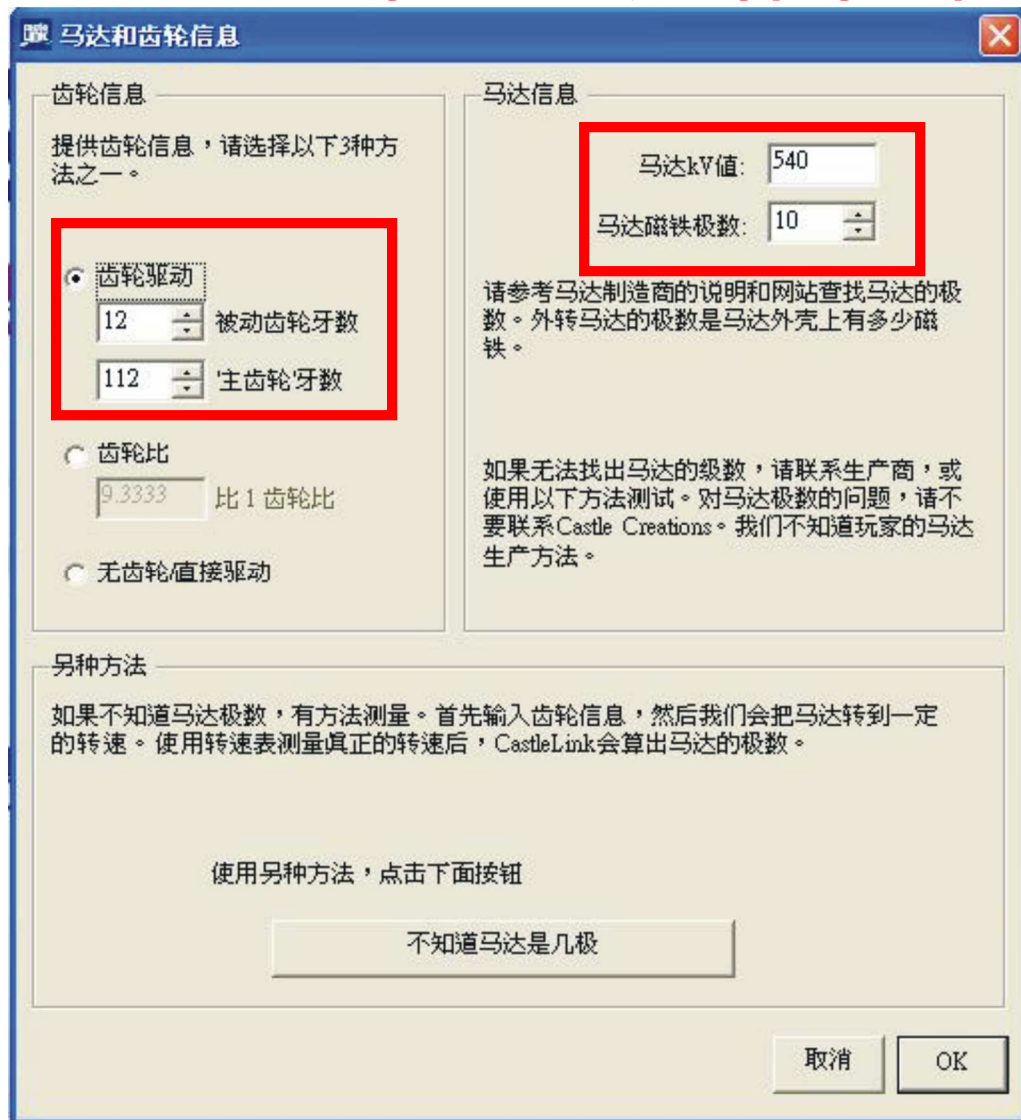 马达和齿轮信息
齿轮信息
提供齿轮信息，请选择以下3种方
法之一。
齿轮驱动
12 被动齿轮牙数
112 '主齿轮'牙数
齿轮比
9.3333 比 1 齿轮比
无齿轮/直接驱动
马达信息
马达kV值: 540
马达磁铁极数: 10
请参考马达制造商的说明和网站查找马达的极
数。外转马达的极数是马达外壳上有多少磁
铁。
如果无法找出马达的级数，请联系生产商，或
使用以下方法测试。对马达极数的问题，请不
要联系Castle Creations。我们不知道玩家的马达
生产方法。
另种方法
如果不知道马达极数，有方法测量。首先输入齿轮信息，然后我们会把马达转到一定
的转速。使用转速表测量真正的转速后，CastleLink会算出马达的极数。
使用另种方法，点击下面按钮
不知道马达是几极
取消
OK